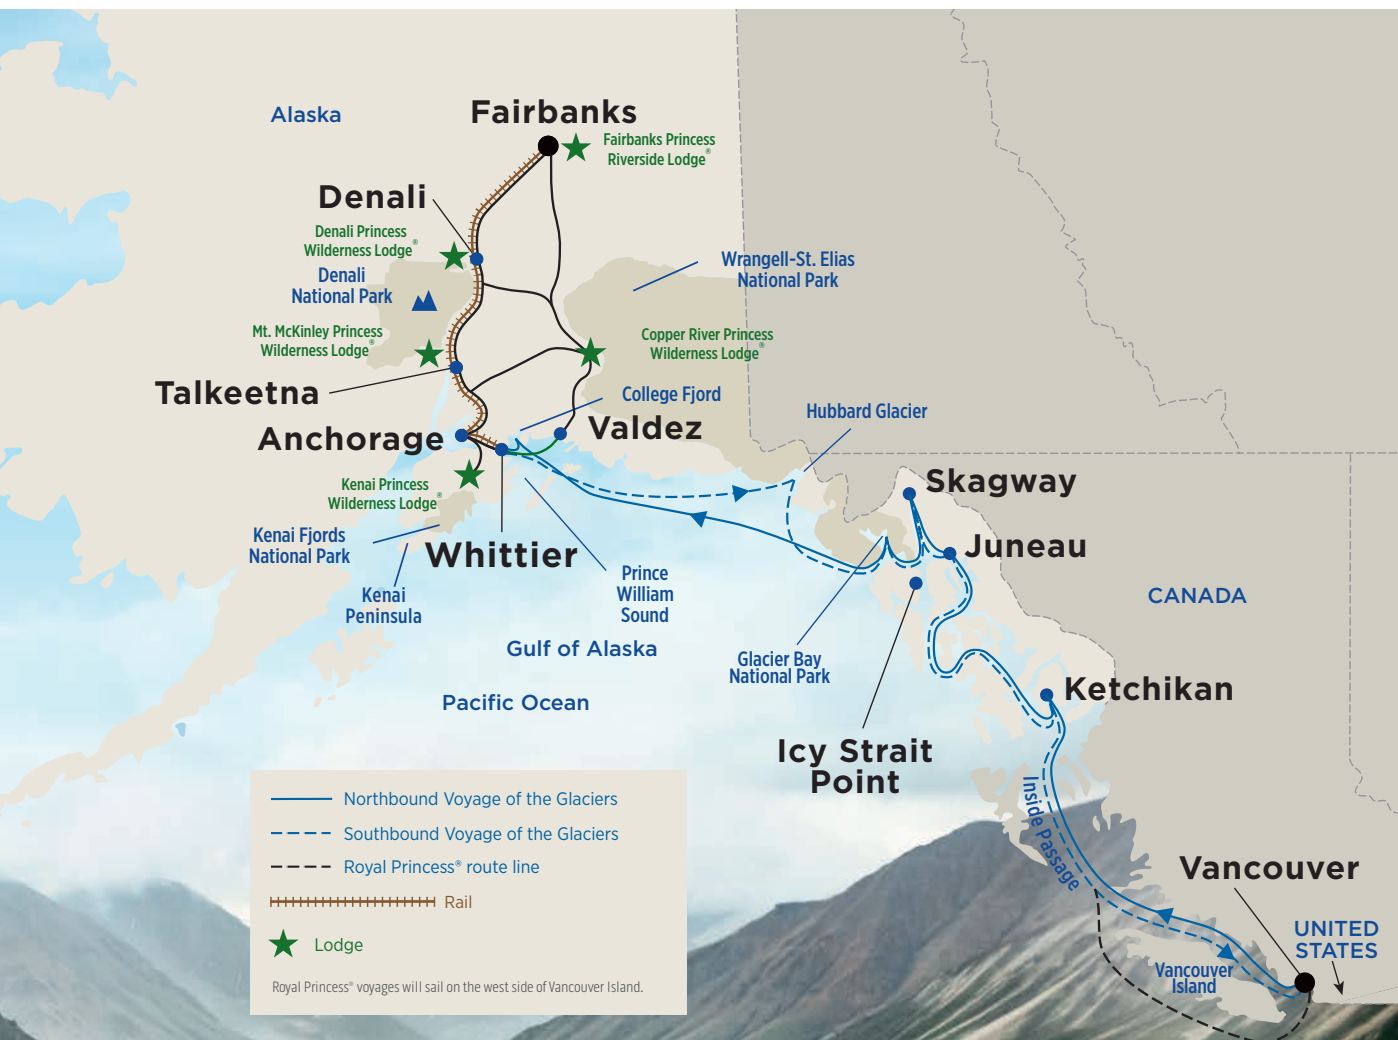 Alaska
Fairbanks
Fairbanks Princess
Riverside Lodge®
Denali
Denali Princess
Wilderness Lodge®
Denali
National Park
Wrangell-St. Elias
National Park
Mt. McKinley Princess
Wilderness Lodge®
Copper River Princess
Wilderness Lodge®
Talkeetna
College Fjord
Hubbard Glacier
Anchorage
Valdez
Kenai Princess
Wilderness Lodge®
Skagway
Kenai Fjords
National Park
Whittier
Juneau
Kenai
Peninsula
Prince
William
Sound
CANADA
Gulf of Alaska
Glacier Bay
National Park
Pacific Ocean
Ketchikan
Icy Strait
Point
Inside Passage
Northbound Voyage of the Glaciers
Southbound Voyage of the Glaciers
Royal Princess® route line
Rail
Lodge
Royal Princess® voyages will sail on the west side of Vancouver Island.
Vancouver
UNITED
STATES
Vancouver
Island